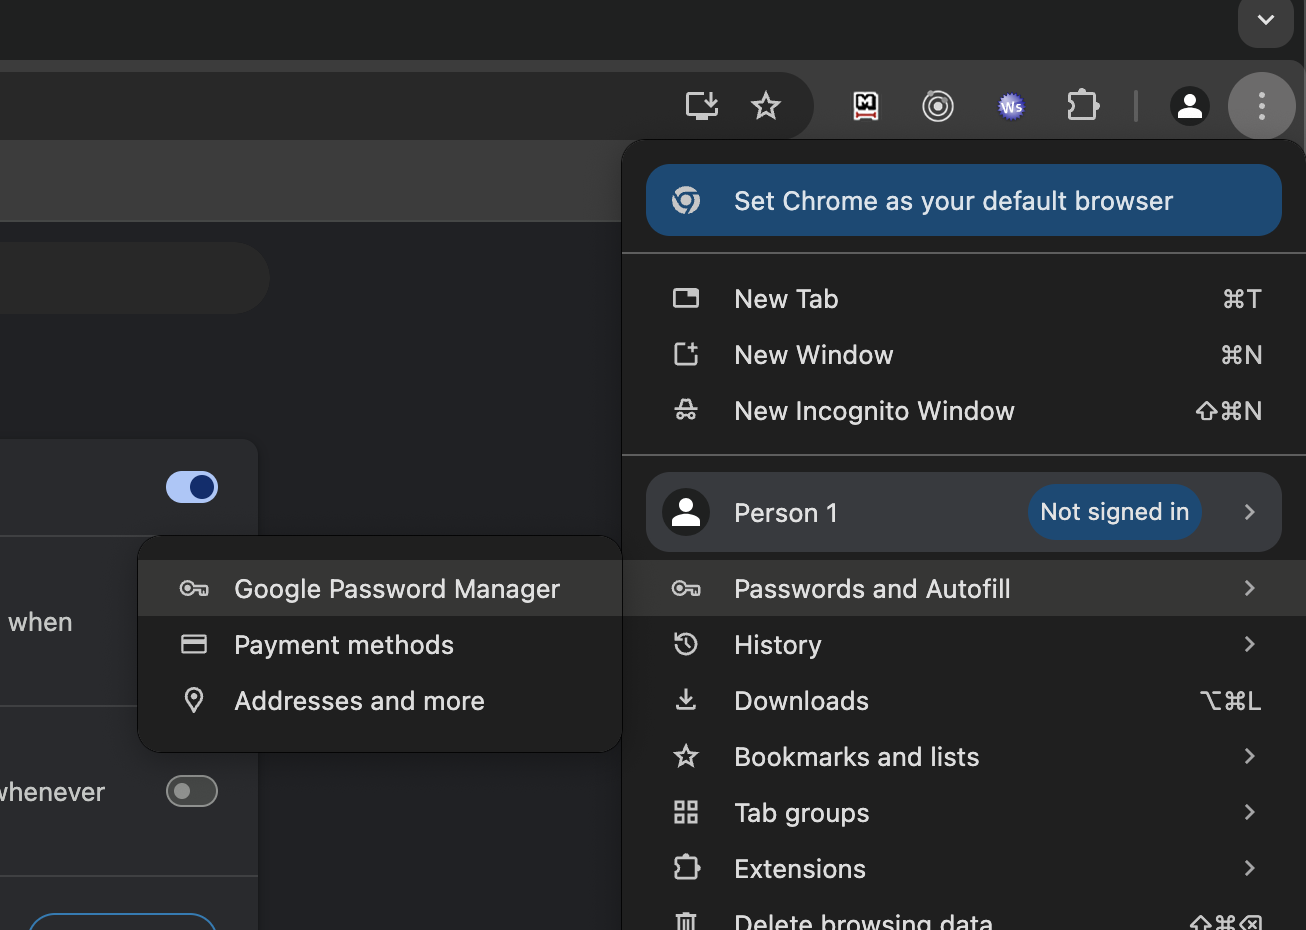 Ws
Set Chrome as your default browser
New Tab ⌘T
New Window ⌘N
New Incognito Window ⇧⌘N
Person 1 Not signed in
Passwords and Autofill
History
Downloads ⌥⌘L
Bookmarks and lists
Tab groups
Extensions
Delete browsing data ⇧⌘⌫
Google Password Manager
Payment methods
Addresses and more
when
whenever